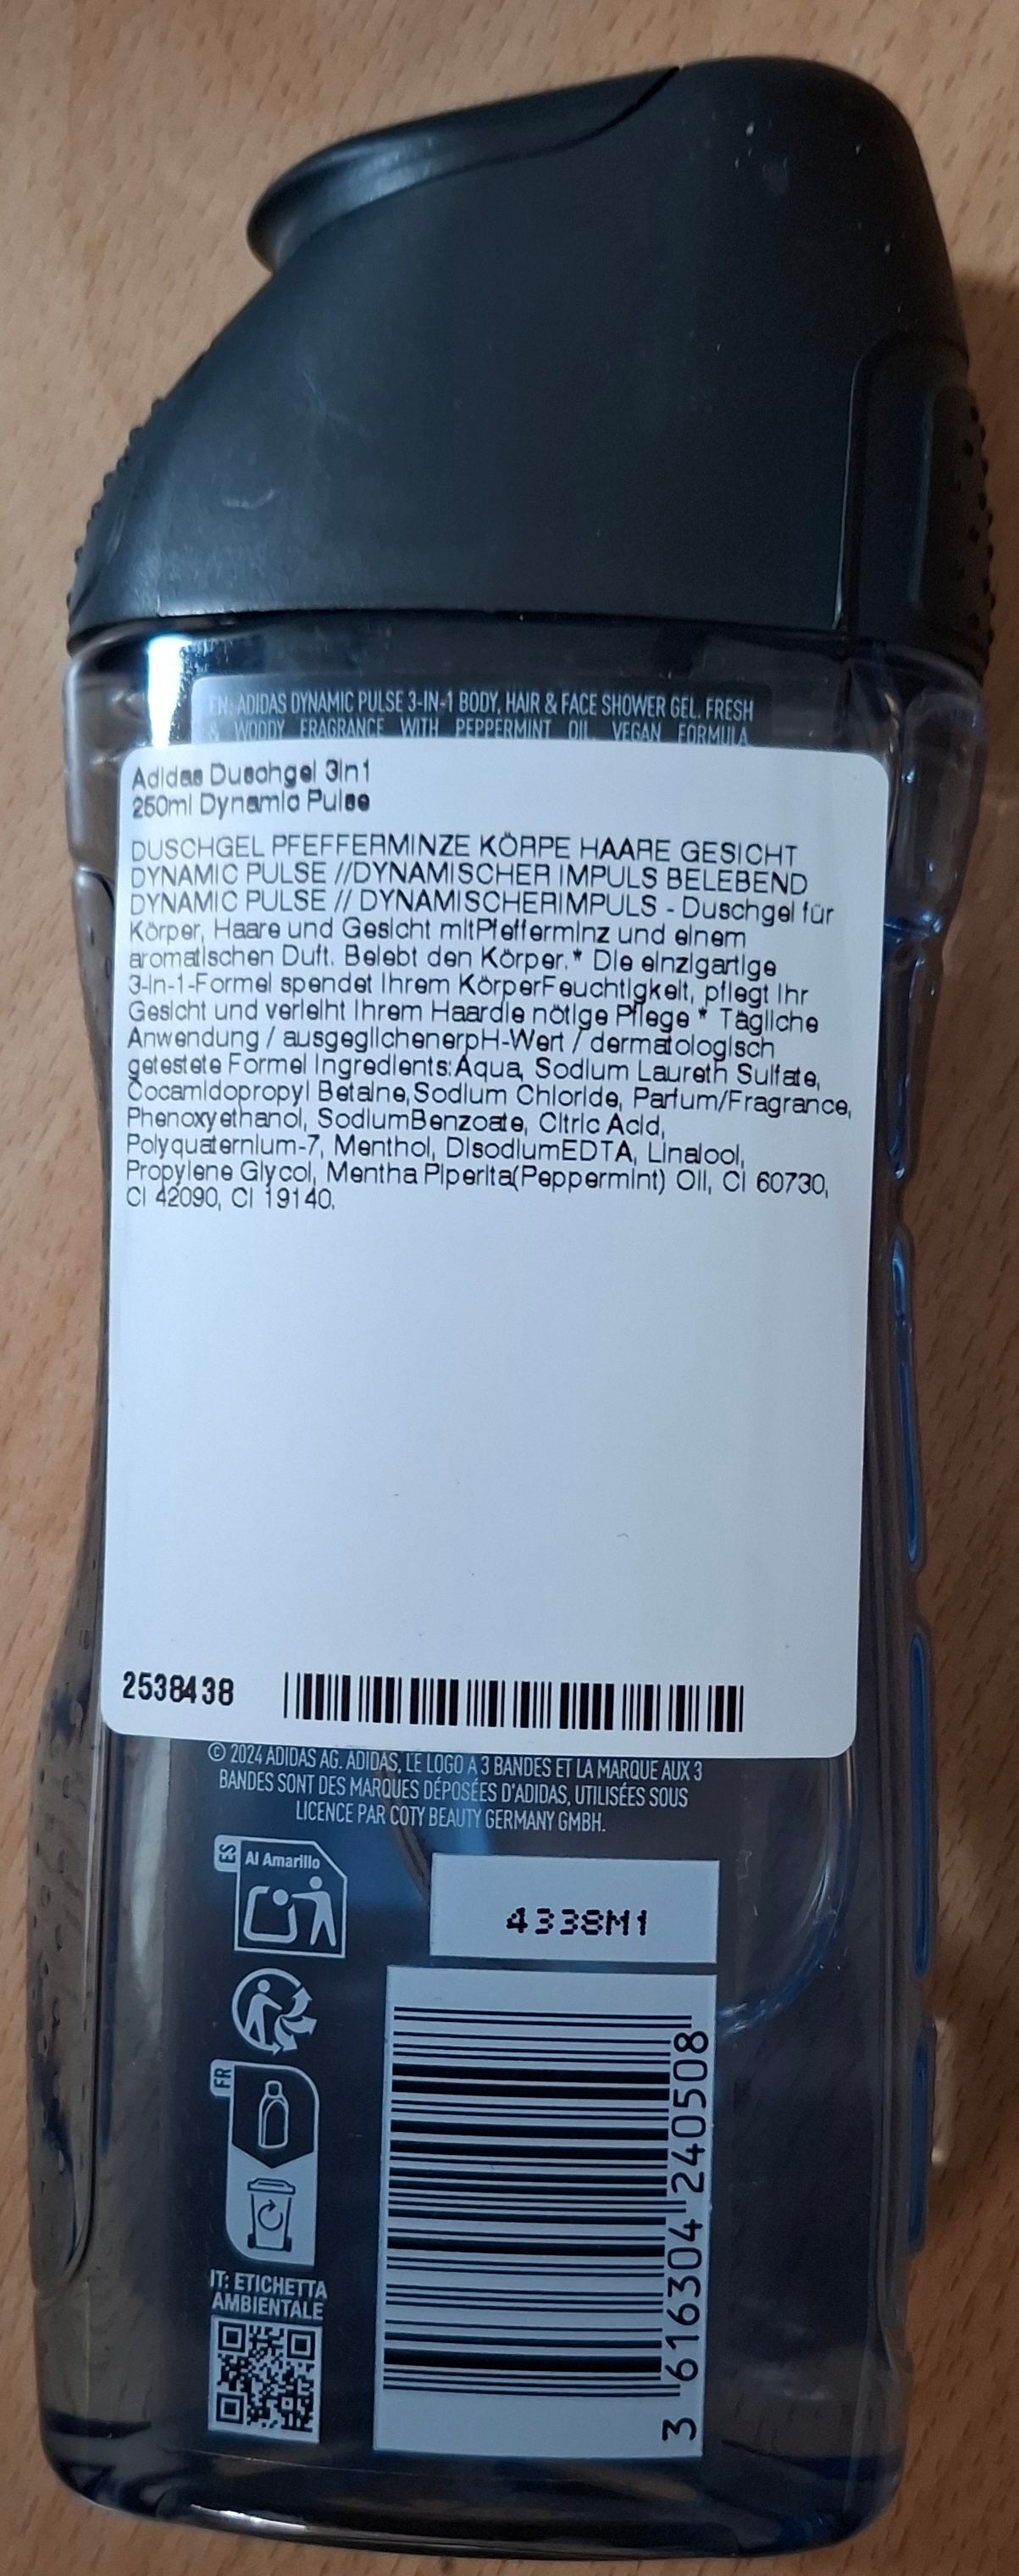 EN: ADIDAS DYNAMIC PULSE 3-IN-1 BODY, HAIR & FACE SHOWER GEL. FRESH
& WOODY FRAGRANCE WITH PEPPERMINT OIL. VEGAN FORMULA.
Adidas Duschgel 3in1
250ml Dynamic Pulse
DUSCHGEL PFEFFERMINZE KÖRPE HAARE GESICHT
DYNAMIC PULSE //DYNAMISCHER IMPULS BELEBEND
DYNAMIC PULSE // DYNAMISCHERIMPULS - Duschgel für
Körper, Haare und Gesicht mitPfefferminz und einem
aromatischen Duft. Belebt den Körper.* Die einzigartige
3-in-1-Formel spendet Ihrem KörperFeuchtigkeit, pflegt Ihr
Gesicht und verleiht Ihrem Haardie nötige Pflege * Tägliche
Anwendung / ausgeglichenerpH-Wert / dermatologisch
getestete Formel Ingredients:Aqua, Sodium Laureth Sulfate,
Cocamidopropyl Betaine,Sodium Chloride, Parfum/Fragrance,
Phenoxyethanol, SodiumBenzoate, Citric Acid,
Polyquaternium-7, Menthol, DisodiumEDTA, Linalool,
Propylene Glycol, Mentha Piperita(Peppermint) Oil, CI 60730,
CI 42090, CI 19140.
2538438
© 2024 ADIDAS AG. ADIDAS, LE LOGO A 3 BANDES ET LA MARQUE AUX 3
BANDES SONT DES MARQUES DÉPOSÉES D'ADIDAS, UTILISÉES SOUS
LICENCE PAR COTY BEAUTY GERMANY GMBH.
ES
Al Amarillo
4338M1
FR
IT: ETICHETTA
AMBIENTALE
3 616304 240508